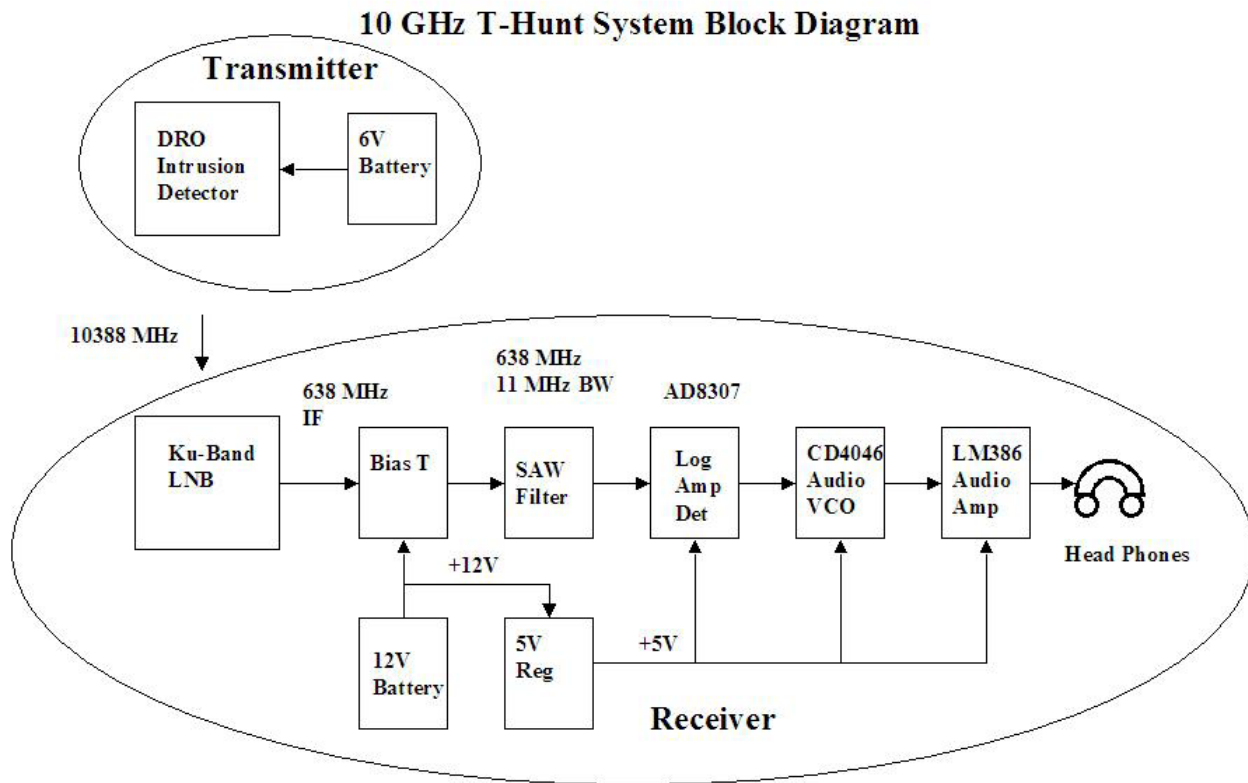 10 GHz T-Hunt System Block Diagram
Transmitter
DRO
Intrusion
Detector
6V
Battery
10388 MHz
638 MHz
IF
638 MHz
11 MHz BW
AD8307
Ku-Band
LNB
Bias T
SAW
Filter
Log
Amp
Det
CD4046
Audio
VCO
LM386
Audio
Amp
Head Phones
+12V
12V
Battery
5V
Reg
+5V
Receiver